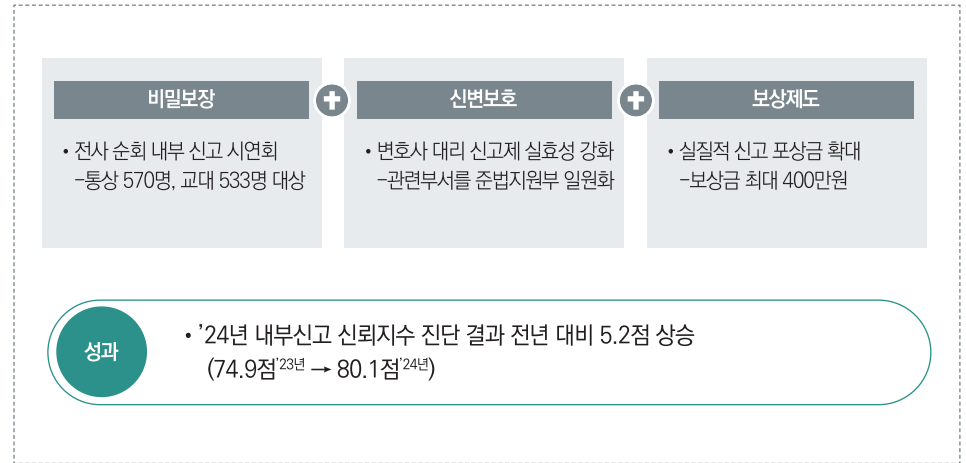 비밀보장
• 전사 순회 내부 신고 시연회
-통상 570명, 교대 533명 대상
신변보호
• 변호사 대리 신고제 실효성 강화
-관련부서를 준법지원부 일원화
보상제도
• 실질적 신고 포상금 확대
-보상금 최대 400만원
성과
• ’24년 내부신고 신뢰지수 진단 결과 전년 대비 5.2점 상승
(74.9점’23년 → 80.1점’24년)